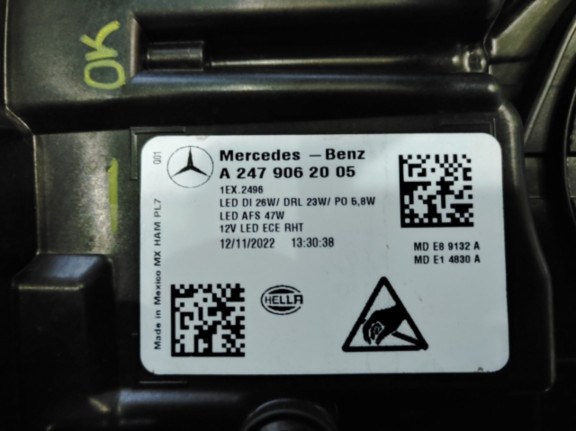 OK
001
Mercedes-Benz
A 247 906 20 05
1EX.2496
LED DI 26W/ DRL 23W/ PO 5,8W
LED AFS 47W
12V LED ECE RHT
12/11/2022 13:30:38
MD E8 9132 A
MD E1 4830 A
Made in Mexico MX HAM PL7
HELLA